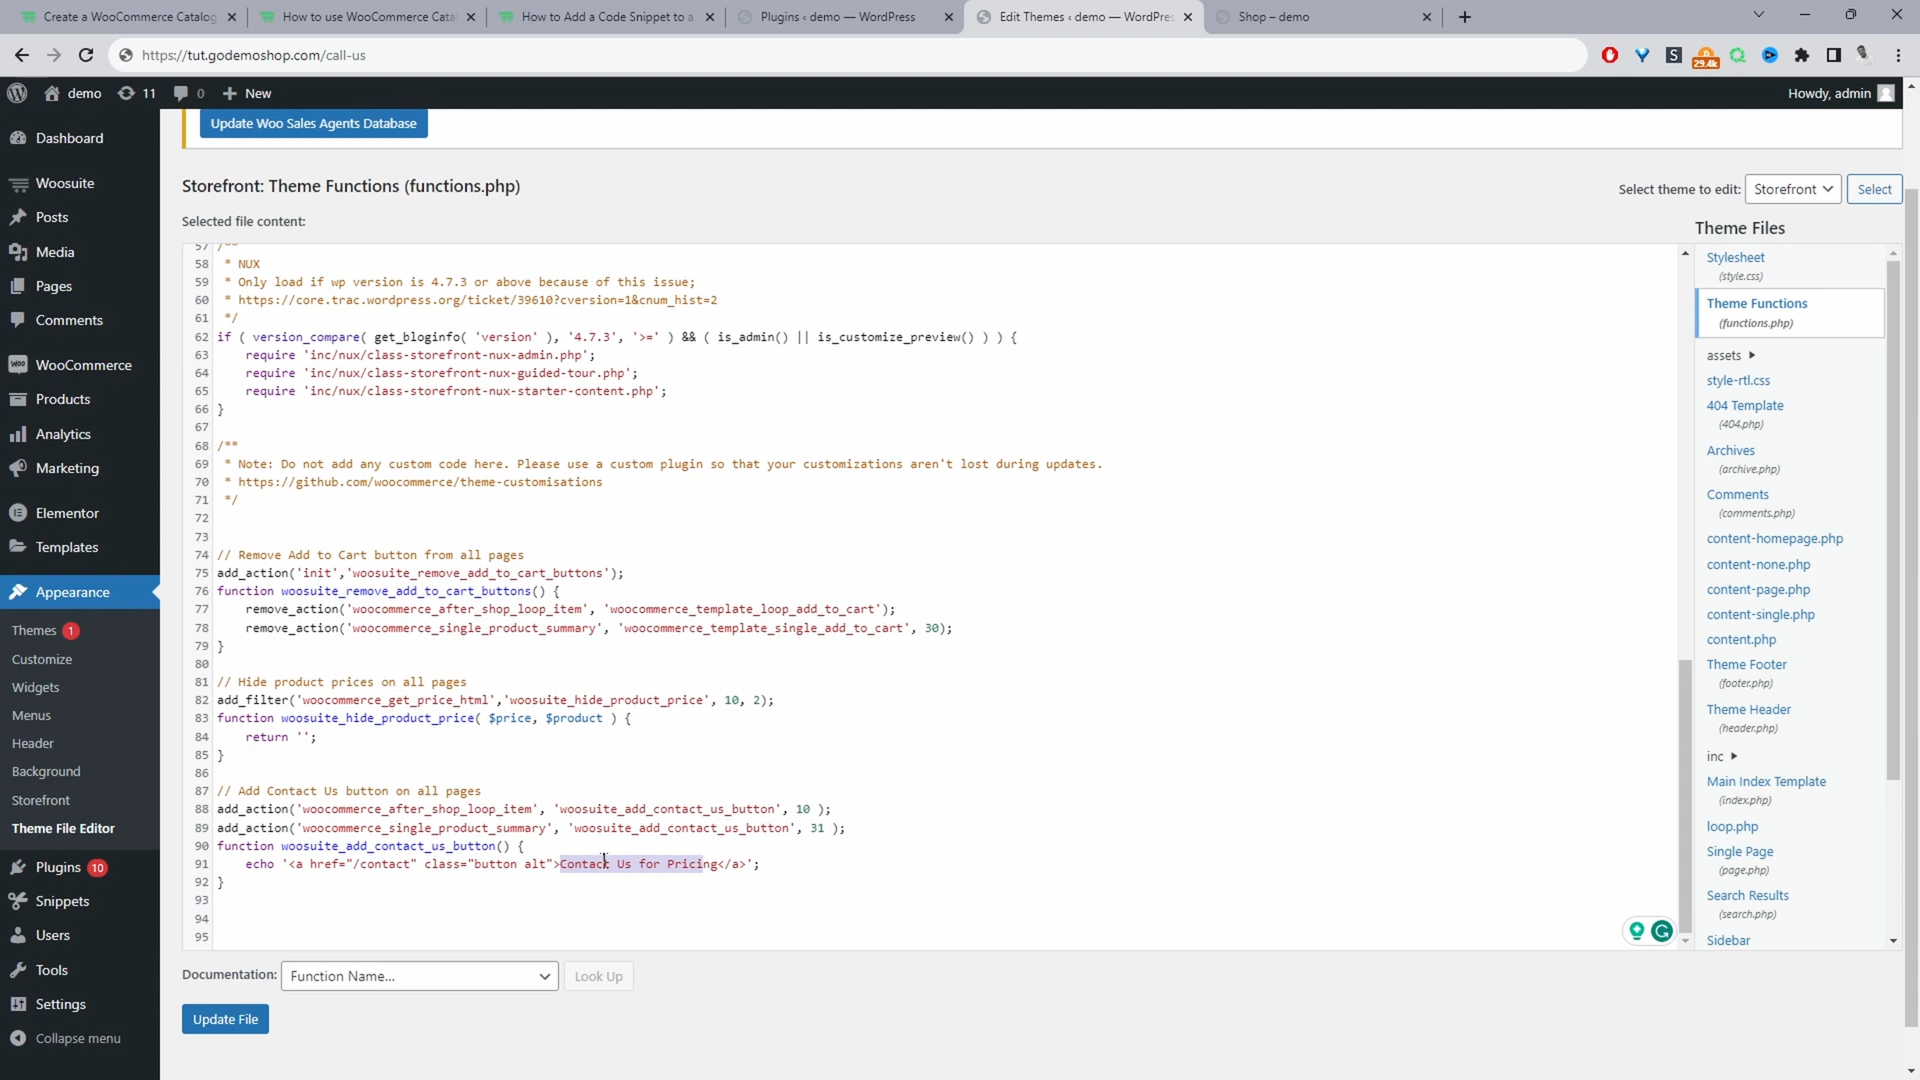 Create a WooCommerce Catalog
How to use WooCommerce Cata
How to Add a Code Snippet to a
Plugins ‹ demo — WordPress
Edit Themes ‹ demo — WordPre
Shop – demo
https://tut.godemoshop.com/call-us
29.4k
demo
11
0
New
Howdy, admin
Dashboard
Woosuite
Posts
Media
Pages
Comments
WooCommerce
Products
Analytics
Marketing
Elementor
Templates
Appearance
Themes 1
Customize
Widgets
Menus
Header
Background
Storefront
Theme File Editor
Plugins 10
Snippets
Users
Tools
Settings
Collapse menu
Update Woo Sales Agents Database
Storefront: Theme Functions (functions.php)
Select theme to edit: Storefront Select
Selected file content:
57 /**
58 * NUX
59 * Only load if wp version is 4.7.3 or above because of this issue;
60 * https://core.trac.wordpress.org/ticket/39610?cversion=1&cnum_hist=2
61 */
62 if ( version_compare( get_bloginfo( 'version' ), '4.7.3', '>=' ) && ( is_admin() || is_customize_preview() ) ) {
63 require 'inc/nux/class-storefront-nux-admin.php';
64 require 'inc/nux/class-storefront-nux-guided-tour.php';
65 require 'inc/nux/class-storefront-nux-starter-content.php';
66 }
67
68 /**
69 * Note: Do not add any custom code here. Please use a custom plugin so that your customizations aren't lost during updates.
70 * https://github.com/woocommerce/theme-customisations
71 */
72
73
74 // Remove Add to Cart button from all pages
75 add_action('init','woosuite_remove_add_to_cart_buttons');
76 function woosuite_remove_add_to_cart_buttons() {
77 remove_action('woocommerce_after_shop_loop_item', 'woocommerce_template_loop_add_to_cart');
78 remove_action('woocommerce_single_product_summary', 'woocommerce_template_single_add_to_cart', 30);
79 }
80
81 // Hide product prices on all pages
82 add_filter('woocommerce_get_price_html','woosuite_hide_product_price', 10, 2);
83 function woosuite_hide_product_price( $price, $product ) {
84 return '';
85 }
86
87 // Add Contact Us button on all pages
88 add_action('woocommerce_after_shop_loop_item', 'woosuite_add_contact_us_button', 10 );
89 add_action('woocommerce_single_product_summary', 'woosuite_add_contact_us_button', 31 );
90 function woosuite_add_contact_us_button() {
91 echo '<a href="/contact" class="button alt">Contact Us for Pricing</a>';
92 }
93
94
95
Documentation: Function Name... Look Up
Update File
Theme Files
Stylesheet
(style.css)
Theme Functions
(functions.php)
assets
style-rtl.css
404 Template
(404.php)
Archives
(archive.php)
Comments
(comments.php)
content-homepage.php
content-none.php
content-page.php
content-single.php
content.php
Theme Footer
(footer.php)
Theme Header
(header.php)
inc
Main Index Template
(index.php)
loop.php
Single Page
(page.php)
Search Results
(search.php)
Sidebar